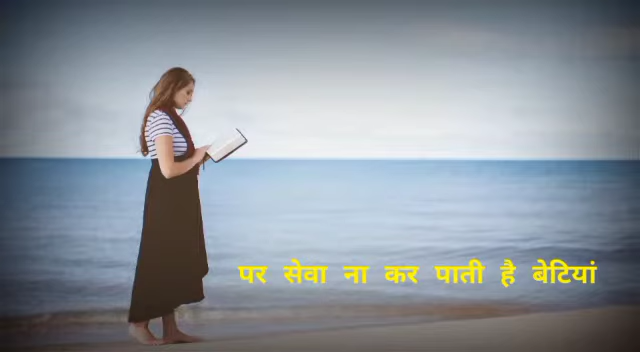 पर सेवा ना कर पाती है बेटियां